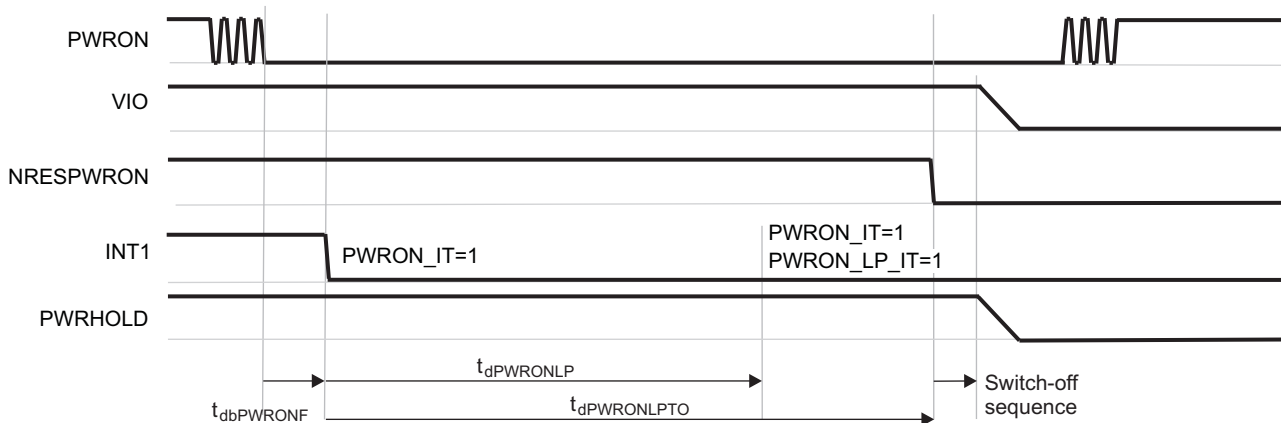 PWRON
VIO
NRESPWRON
INT1
PWRON_IT=1
PWRON_IT=1
PWRON_LP_IT=1
PWRHOLD
tdPWRONLP
tdbPWRONF
tdPWRONLPTO
Switch-off
sequence